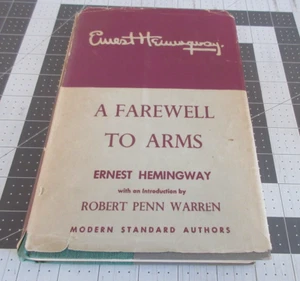 Ernest Hemingway.
A FAREWELL
TO ARMS
ERNEST HEMINGWAY
with an Introduction by
ROBERT PENN WARREN
MODERN STANDARD AUTHORS